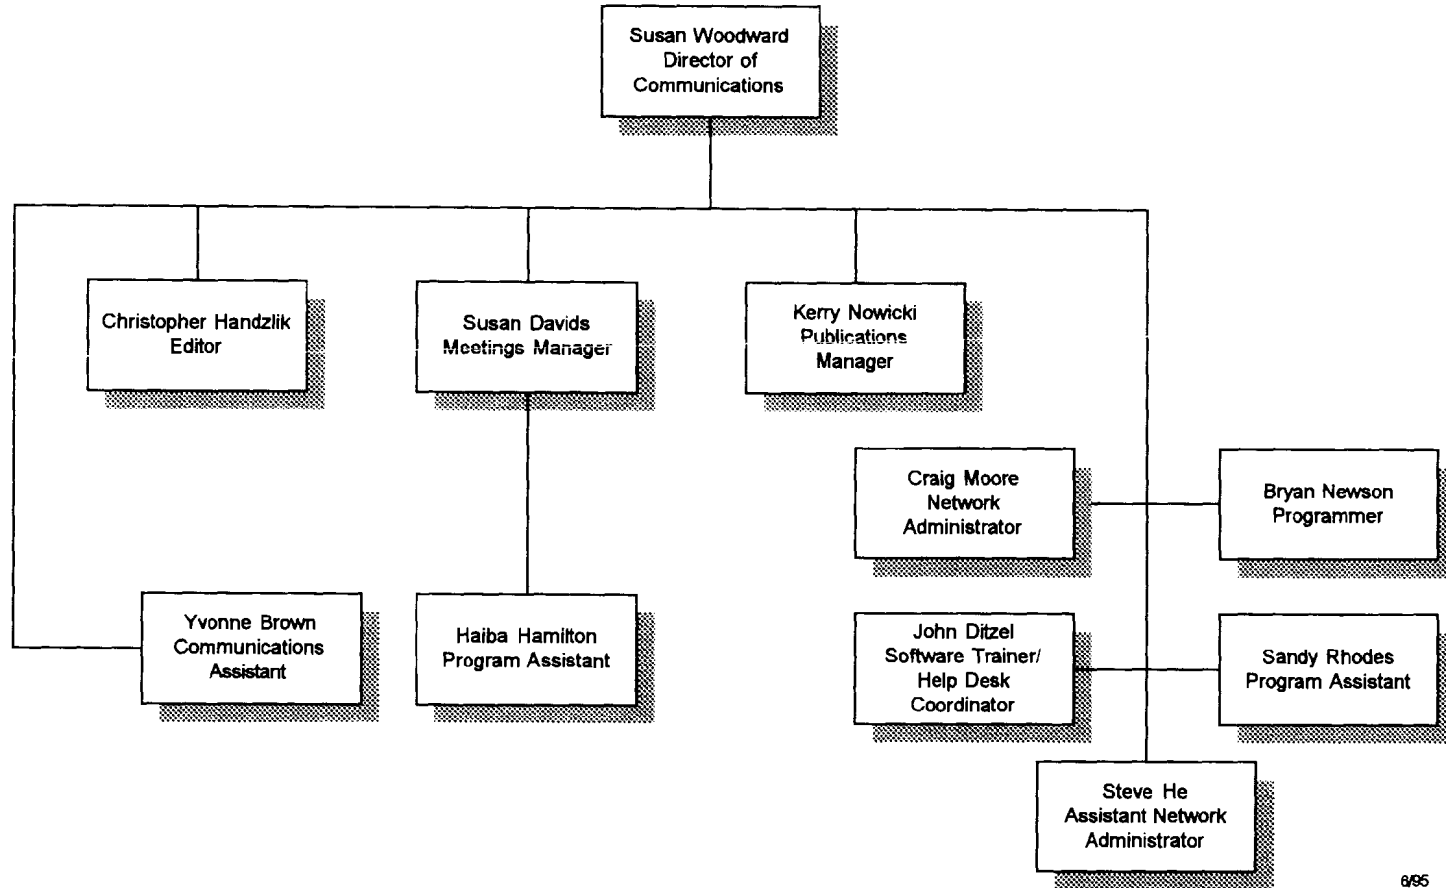 Susan Woodward
Director of
Communications
Christopher Handzlik
Editor
Susan Davids
Meetings Manager
Kerry Nowicki
Publications
Manager
Craig Moore
Network
Administrator
Bryan Newson
Programmer
Yvonne Brown
Communications
Assistant
Haiba Hamilton
Program Assistant
John Ditzel
Software Trainer/
Help Desk
Coordinator
Sandy Rhodes
Program Assistant
Steve He
Assistant Network
Administrator
6/95